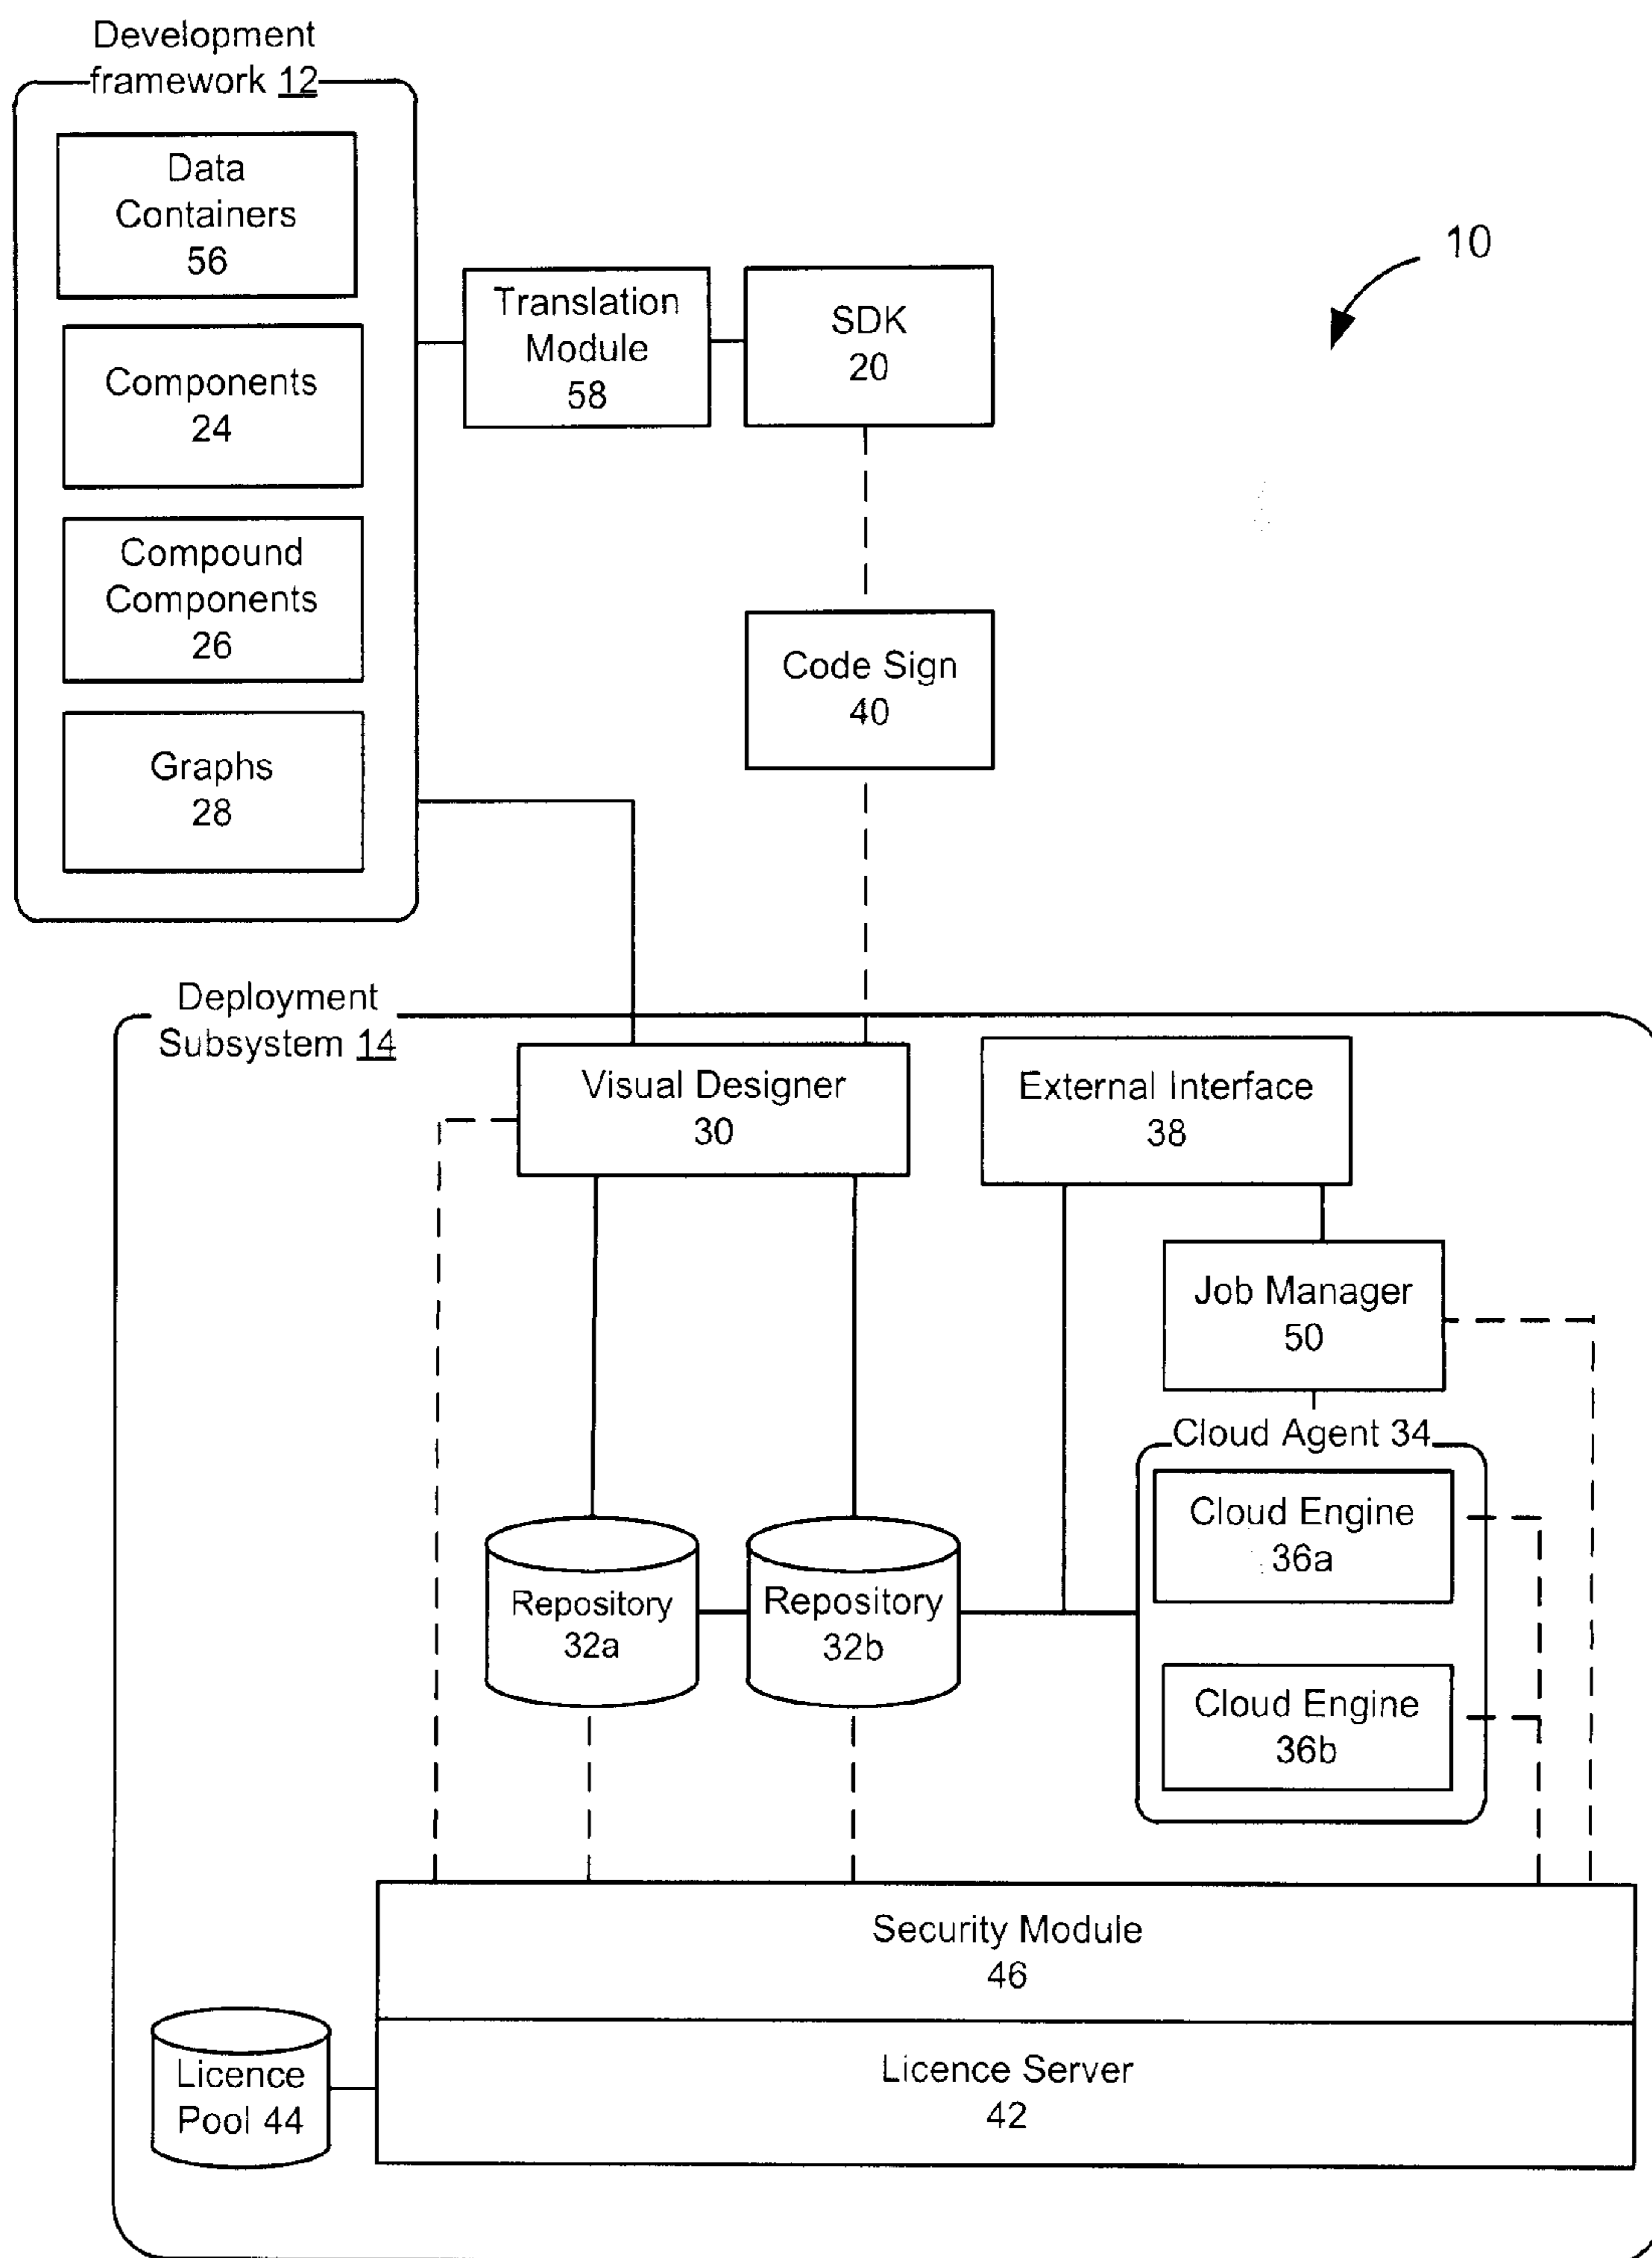 Development
framework 12
Data
Containers
56
Components
24
Compound
Components
26
Graphs
28
Translation
Module
58
SDK
20
10
Code Sign
40
Deployment
Subsystem 14
Visual Designer
30
External Interface
38
Job Manager
50
Cloud Agent 34
Cloud Engine
36a
Cloud Engine
36b
Repository
32a
Repository
32b
Security Module
46
Licence Server
42
Licence
Pool 44